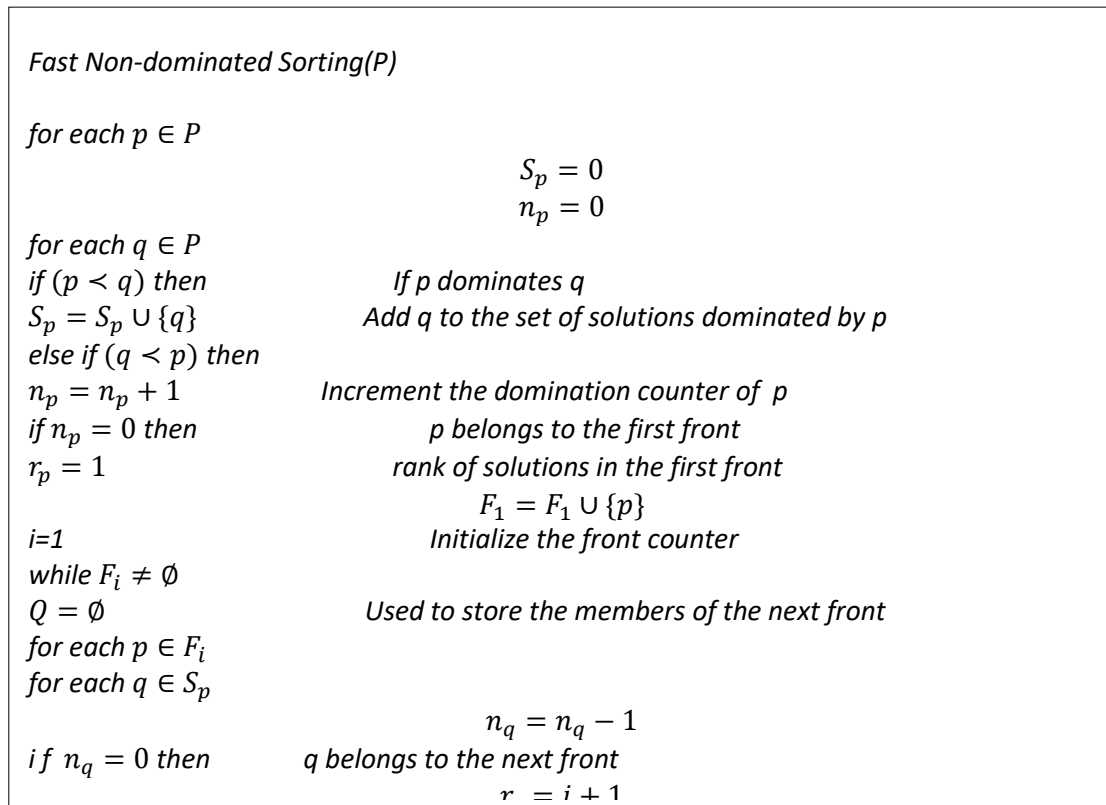 Fast Non-dominated Sorting(P)
for each p ∈ P
S_p = 0
n_p = 0
for each q ∈ P
if (p ≺ q) then If p dominates q
S_p = S_p ∪ {q} Add q to the set of solutions dominated by p
else if (q ≺ p) then
n_p = n_p + 1 Increment the domination counter of p
if n_p = 0 then p belongs to the first front
r_p = 1 rank of solutions in the first front
F_1 = F_1 ∪ {p}
i=1 Initialize the front counter
while F_i ≠ ∅
Q = ∅ Used to store the members of the next front
for each p ∈ F_i
for each q ∈ S_p
n_q = n_q − 1
if n_q = 0 then q belongs to the next front
r = i + 1